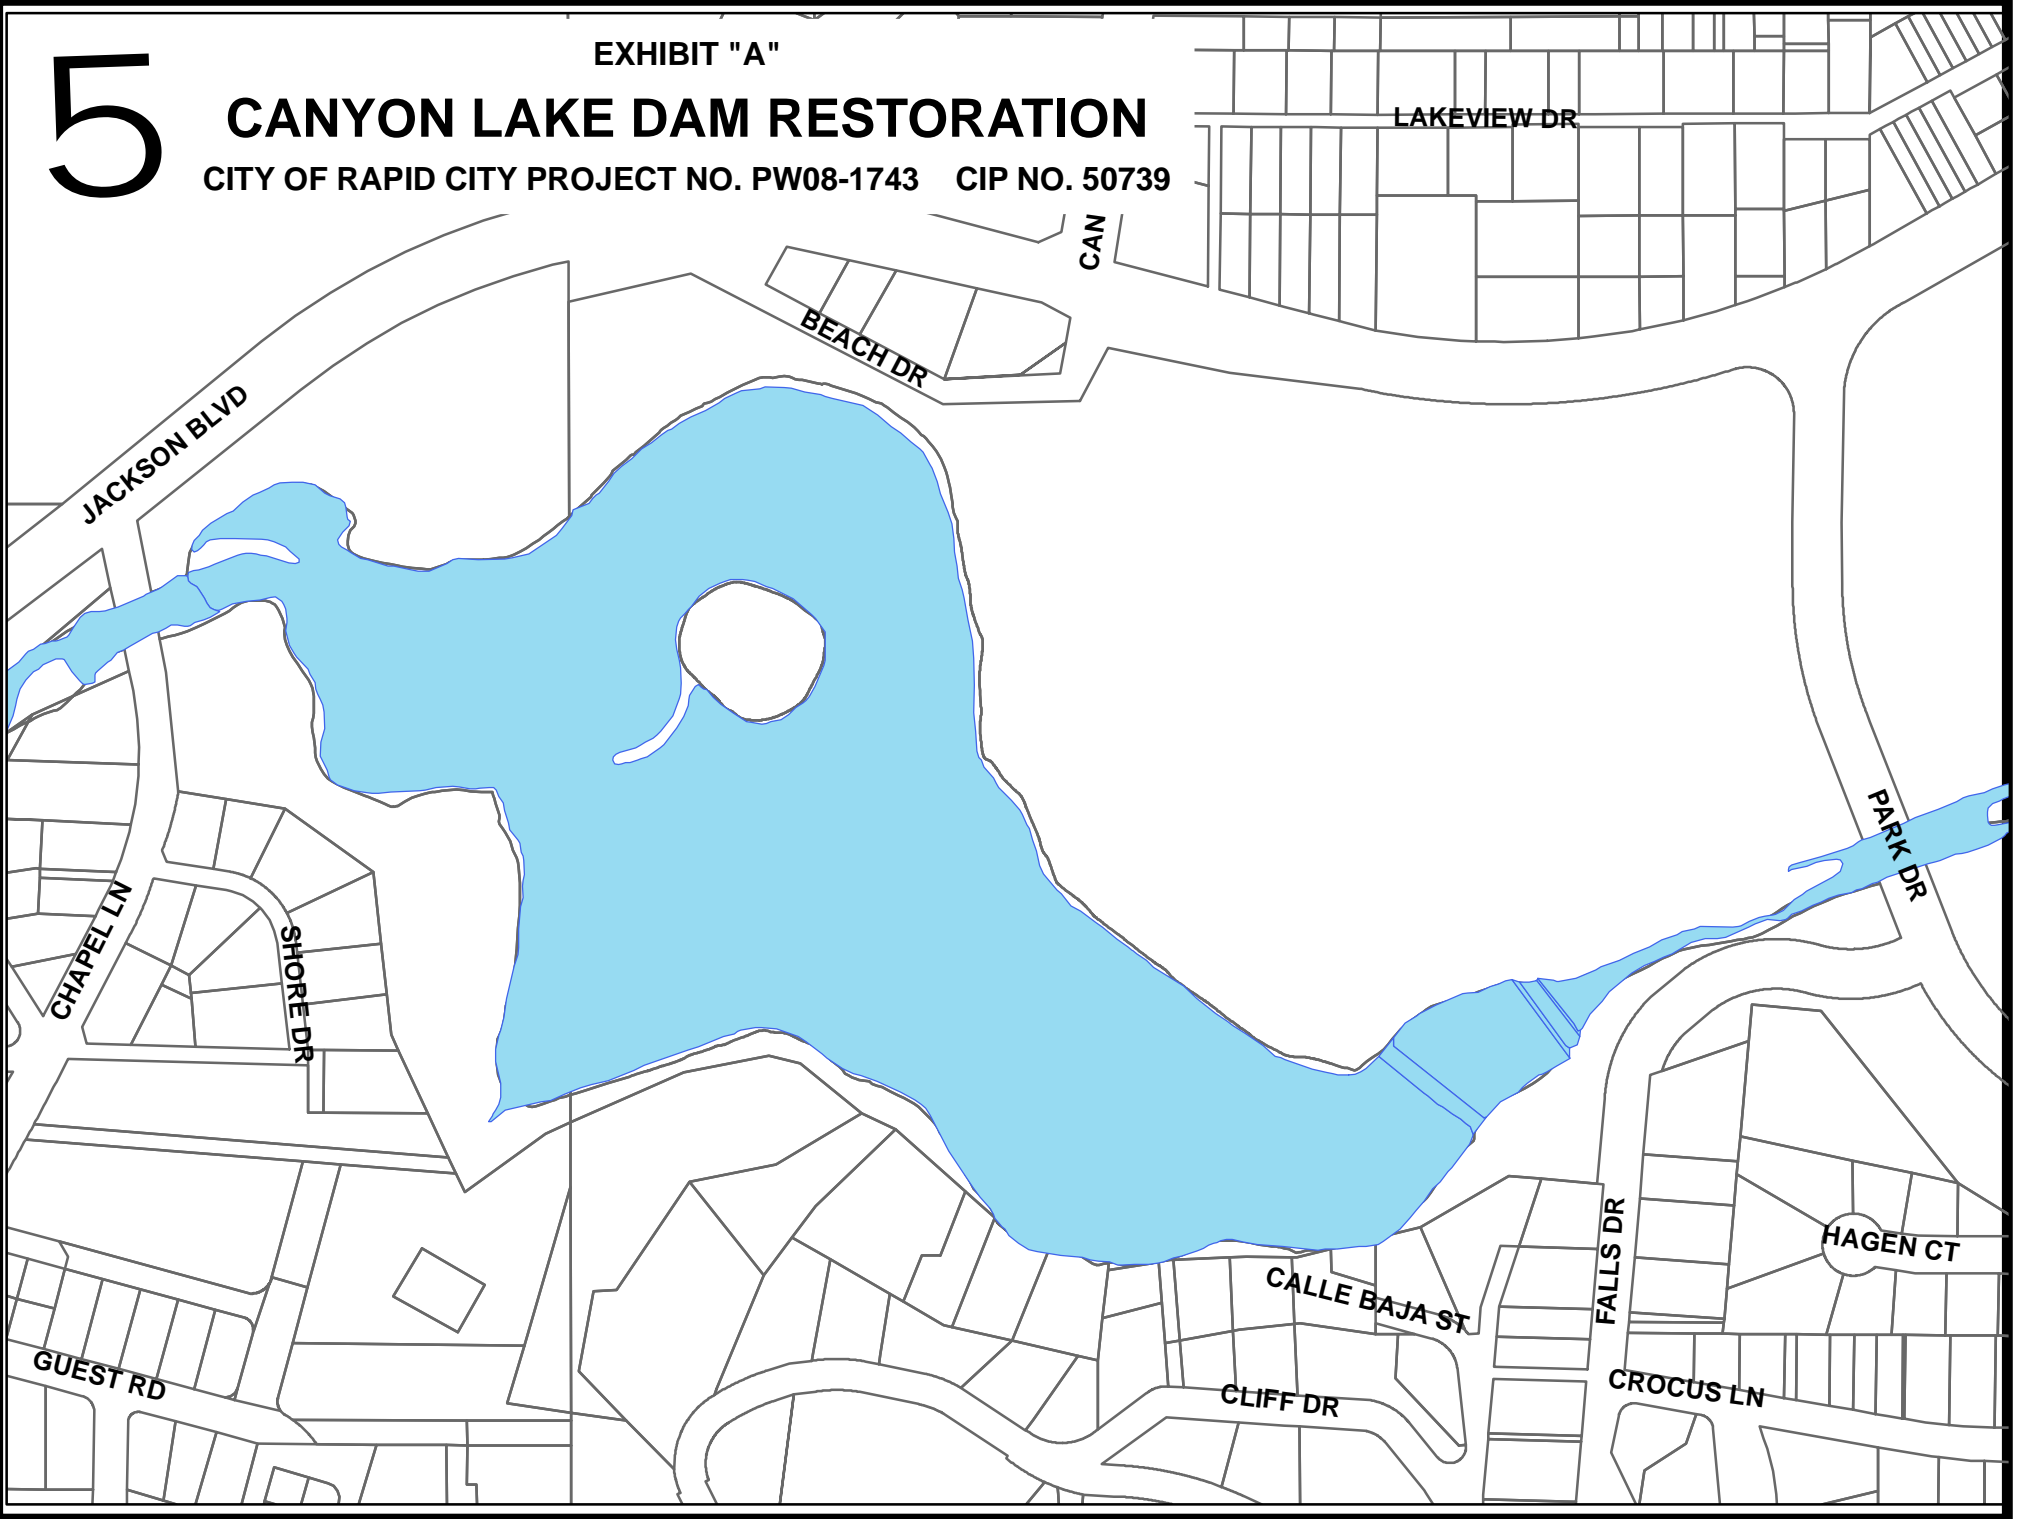 5
EXHIBIT "A"
CANYON LAKE DAM RESTORATION
CITY OF RAPID CITY PROJECT NO. PW08-1743 CIP NO. 50739
LAKEVIEW DR
CAN
BEACH DR
JACKSON BLVD
PARK DR
CHAPEL LN
SHORE DR
FALLS DR
HAGEN CT
CALLE BAJA ST
GUEST RD
CLIFF DR
CROCUS LN